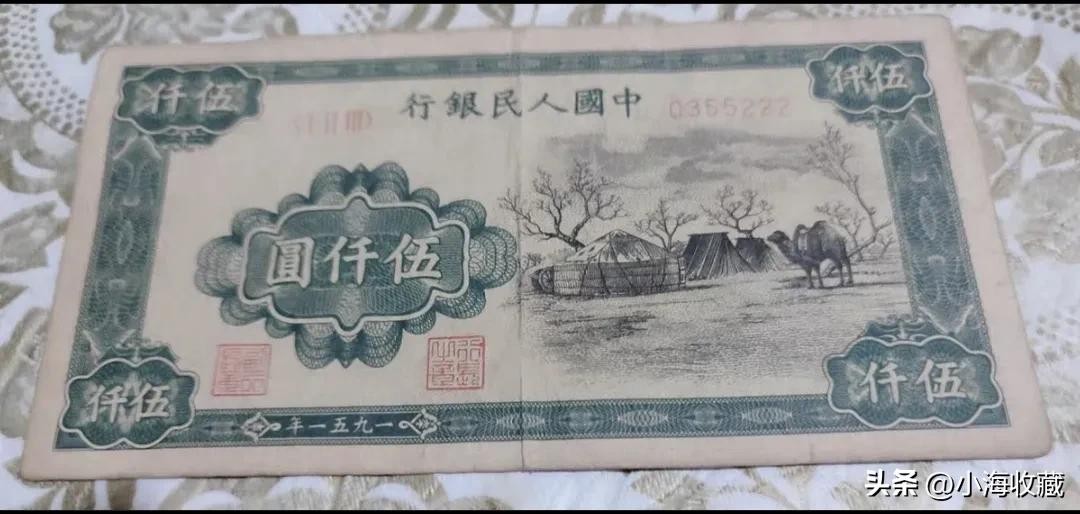 伍仟
伍仟
中國人民銀行
0355222
伍仟圓
一九五一年
伍仟
伍仟
头条 @小海收藏